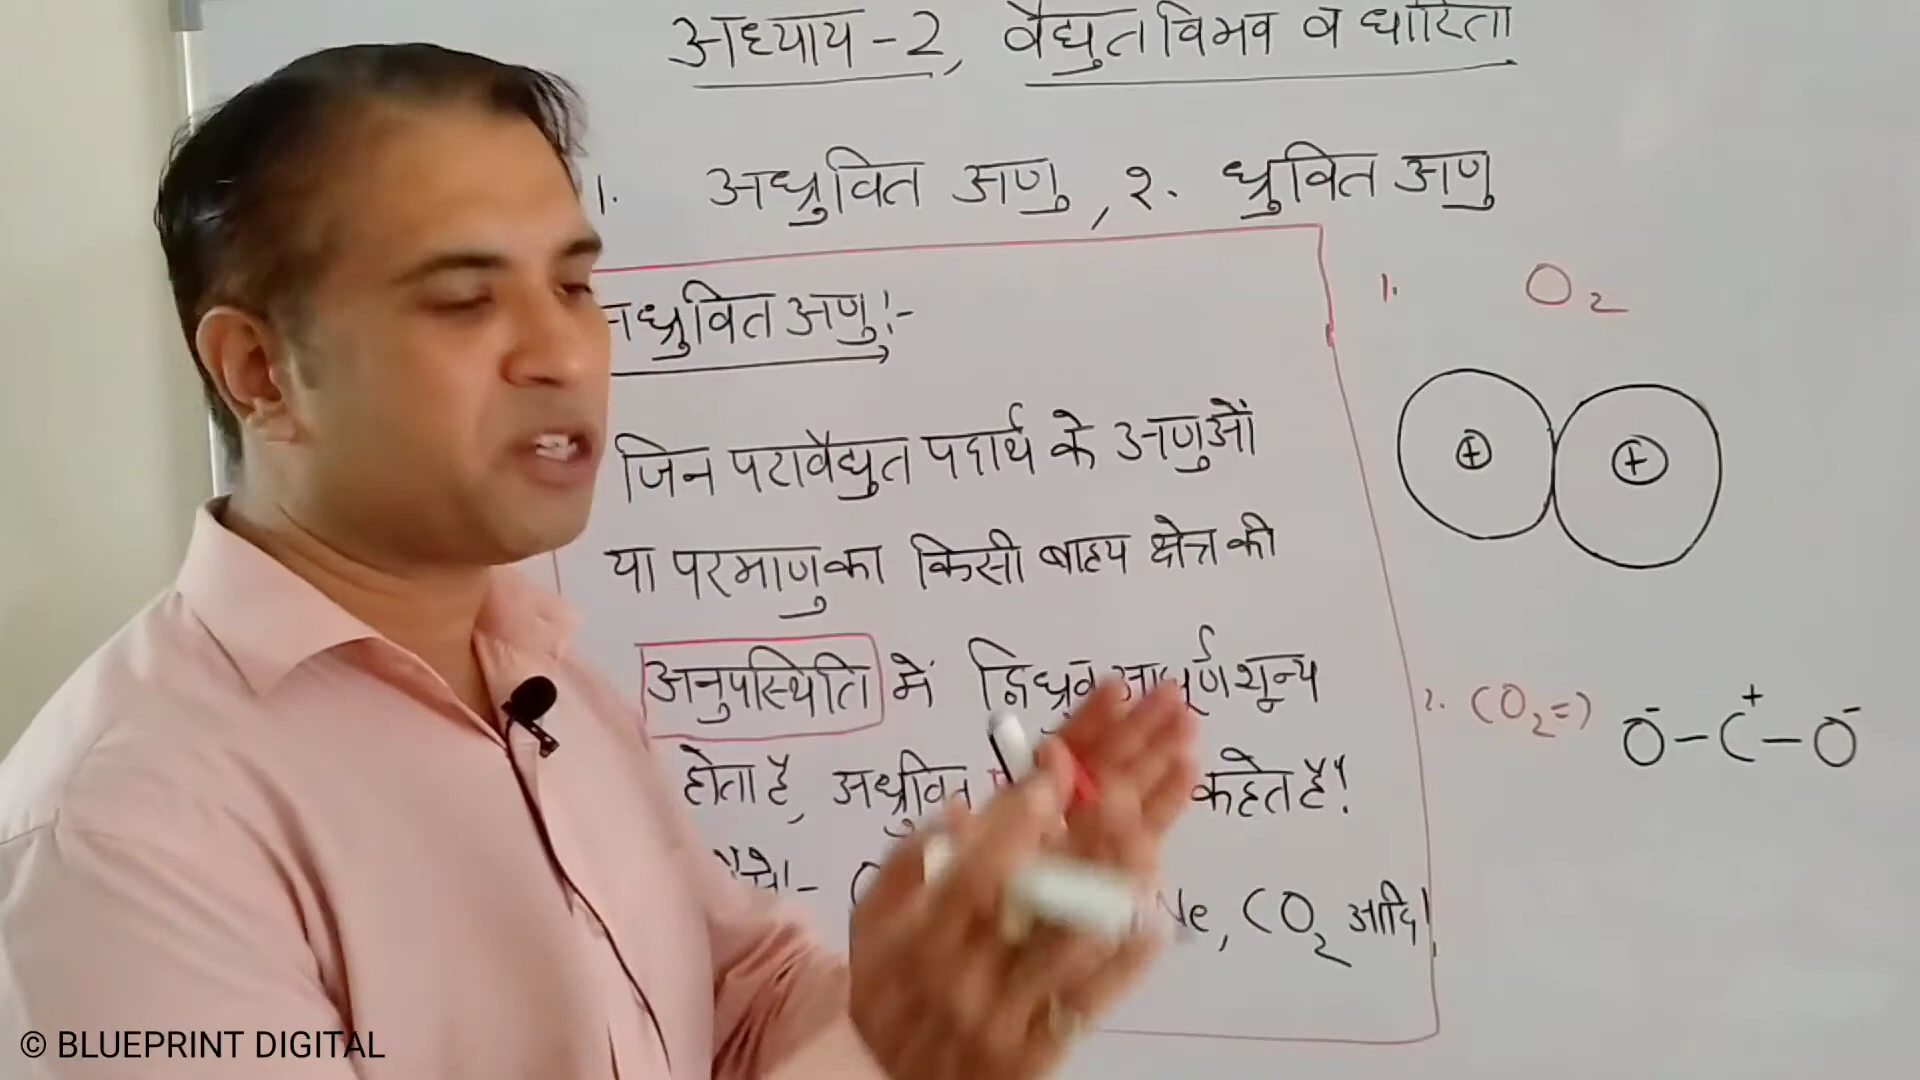 अध्याय - 2, वैद्युत विभव व धारिता
1. अध्रुवित अणु, २. ध्रुवित अणु
ध्रुवित अणु:-
जिन परावैद्युत पदार्थ के अणुओं
या परमाणु का किसी बाह्य क्षेत्र की
अनुपस्थिति में द्विध्रुव आघूर्ण शून्य
होता है, अध्रुवित कहते हैं!
Ne, CO2 आदि!
1. O2
+ +
2. CO2 => O⁻ - C⁺ - O⁻
© BLUEPRINT DIGITAL